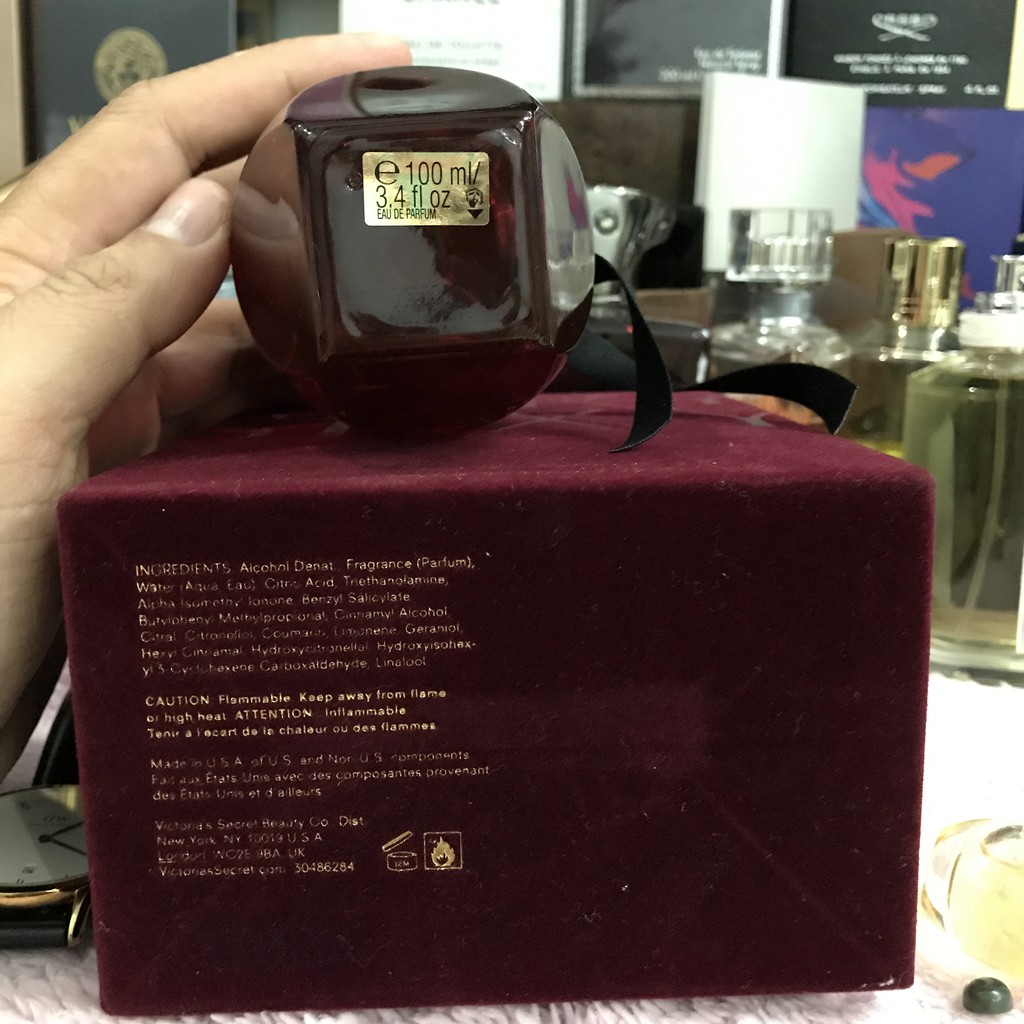 CREED
100 ml/
3.4 fl oz
EAU DE PARFUM
INGREDIENTS: Alcohol Denat., Fragrance (Parfum),
Water (Aqua, Eau), Citric Acid, Triethanolamine,
Alpha-Isomethyl Ionone, Benzyl Salicylate
Butylphenyl Methylpropional, Cinnamyl Alcohol,
Citral, Citronellol, Coumarin, Limonene, Geraniol,
Hexyl Cinnamal, Hydroxycitronellal, Hydroxyisohex-
yl 3-Cyclohexene Carboxaldehyde, Linalool
CAUTION: Flammable. Keep away from flame
or high heat. ATTENTION: Inflammable
Tenir à l'écart de la chaleur ou des flammes
Made in U.S.A. of U.S. and Non U.S. components
Fait aux États-Unis avec des composantes provenant
des États-Unis et d'ailleurs
Victoria's Secret Beauty Co. Dist.
New York, NY 10019 U.S.A.
London WC2E 9BA, UK
VictoriasSecret.com 30486284
12M